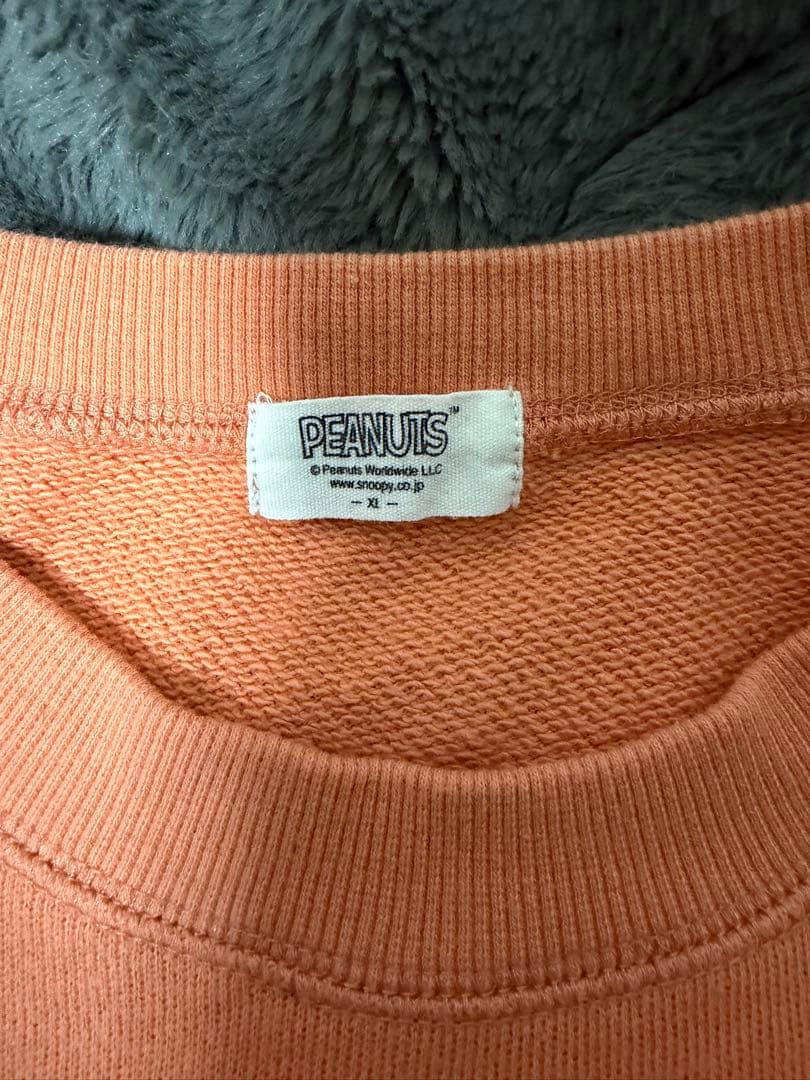 PEANUTS™
© Peanuts Worldwide LLC
www.snoopy.co.jp
- XL -